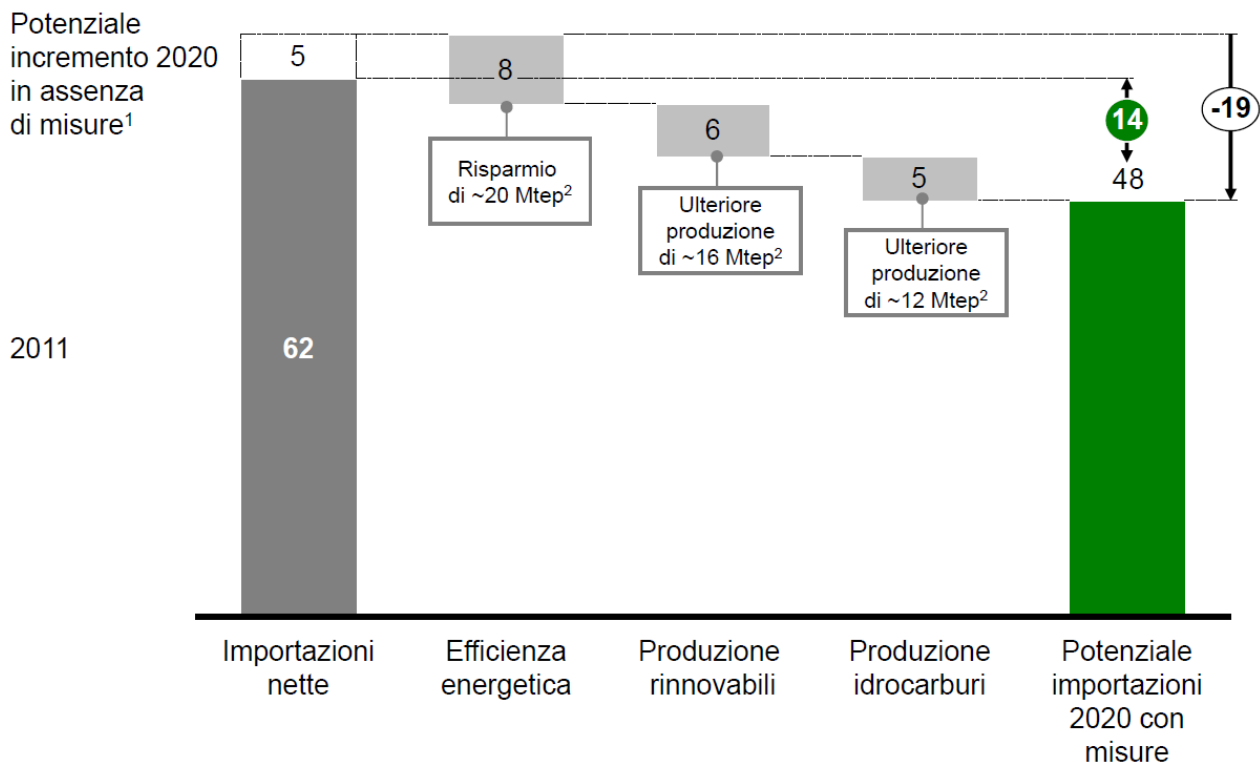 Potenziale
incremento 2020
in assenza
di misure¹
5
8
6
5
14
-19
48
Risparmio
di ~20 Mtep²
Ulteriore
produzione
di ~16 Mtep²
Ulteriore
produzione
di ~12 Mtep²
2011
62
Importazioni
nette
Efficienza
energetica
Produzione
rinnovabili
Produzione
idrocarburi
Potenziale
importazioni
2020 con
misure